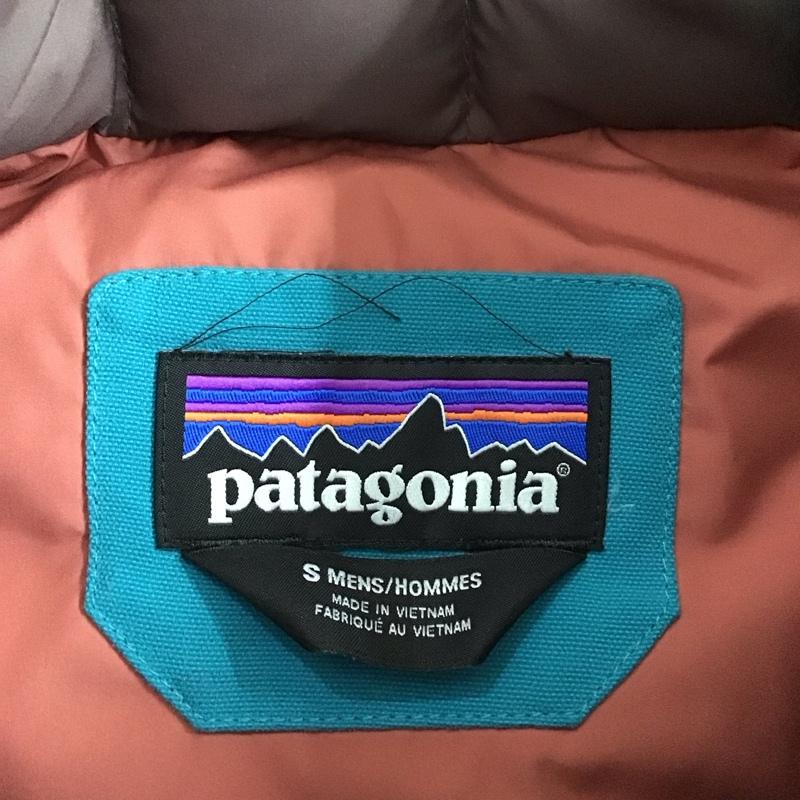 patagonia®
S MENS/HOMMES
MADE IN VIETNAM
FABRIQUÉ AU VIETNAM